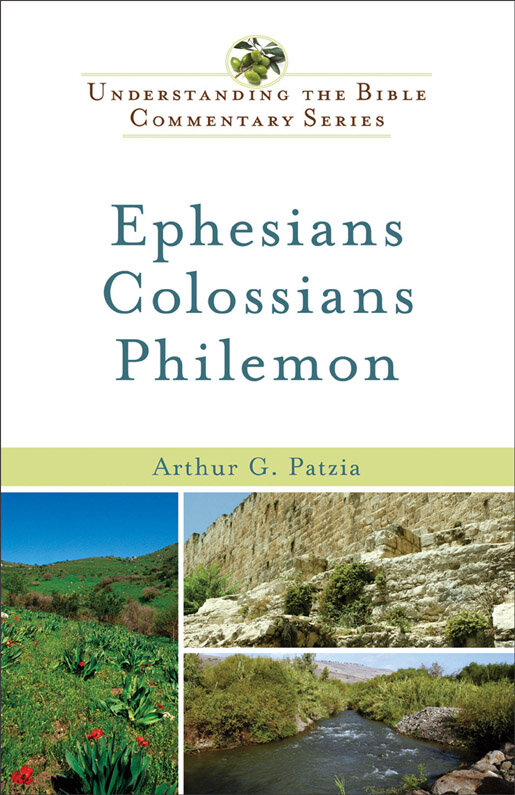 Understanding the Bible
Commentary Series
Ephesians
Colossians
Philemon
Arthur G. Patzia